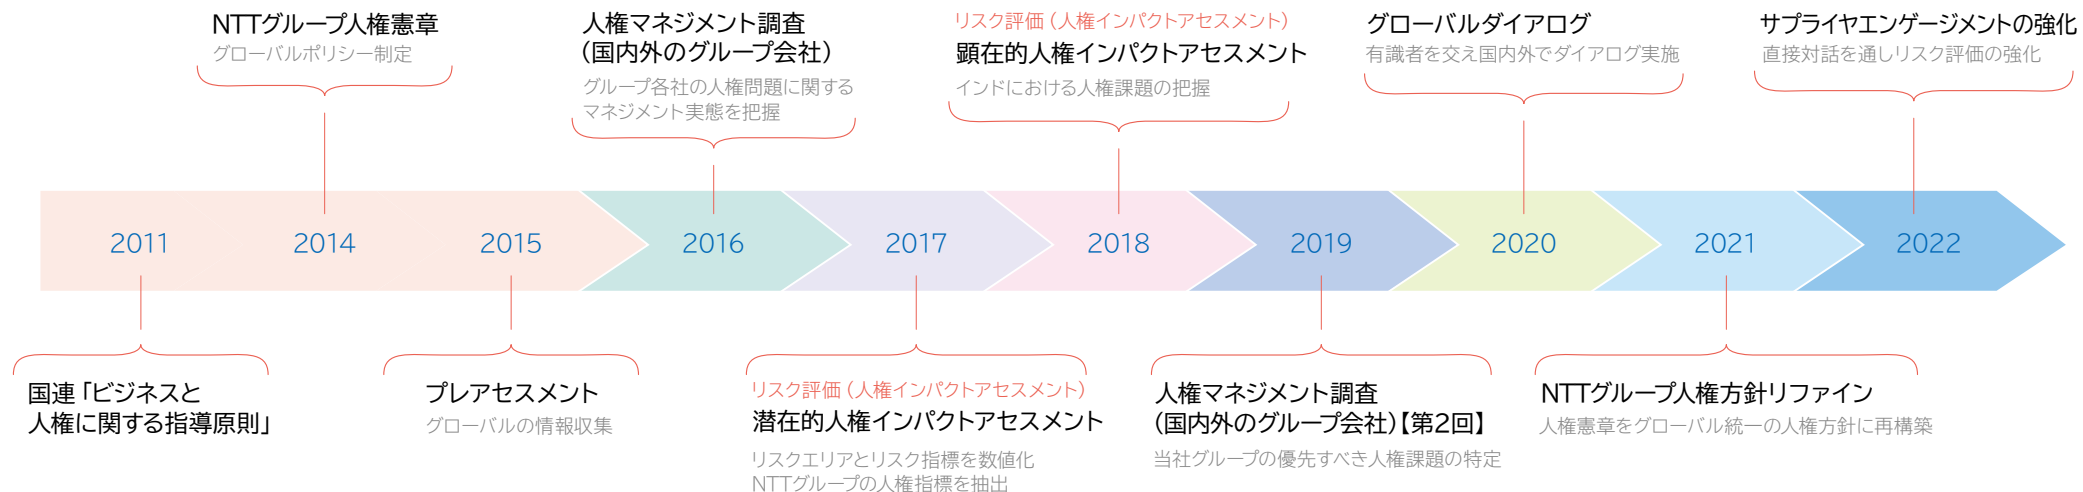 NTTグループ人権憲章
グローバルポリシー制定
人権マネジメント調査
（国内外のグループ会社）
グループ各社の人権問題に関する
マネジメント実態を把握
リスク評価（人権インパクトアセスメント）
顕在的人権インパクトアセスメント
インドにおける人権課題の把握
グローバルダイアログ
有識者を交え国内外でダイアログ実施
サプライヤエンゲージメントの強化
直接対話を通しリスク評価の強化
2011
2014
2015
2016
2017
2018
2019
2020
2021
2022
国連「ビジネスと
人権に関する指導原則」
プレアセスメント
グローバルの情報収集
リスク評価（人権インパクトアセスメント）
潜在的人権インパクトアセスメント
リスクエリアとリスク指標を数値化
NTTグループの人権指標を抽出
人権マネジメント調査
（国内外のグループ会社）【第2回】
当社グループの優先すべき人権課題の特定
NTTグループ人権方針リファイン
人権憲章をグローバル統一の人権方針に再構築